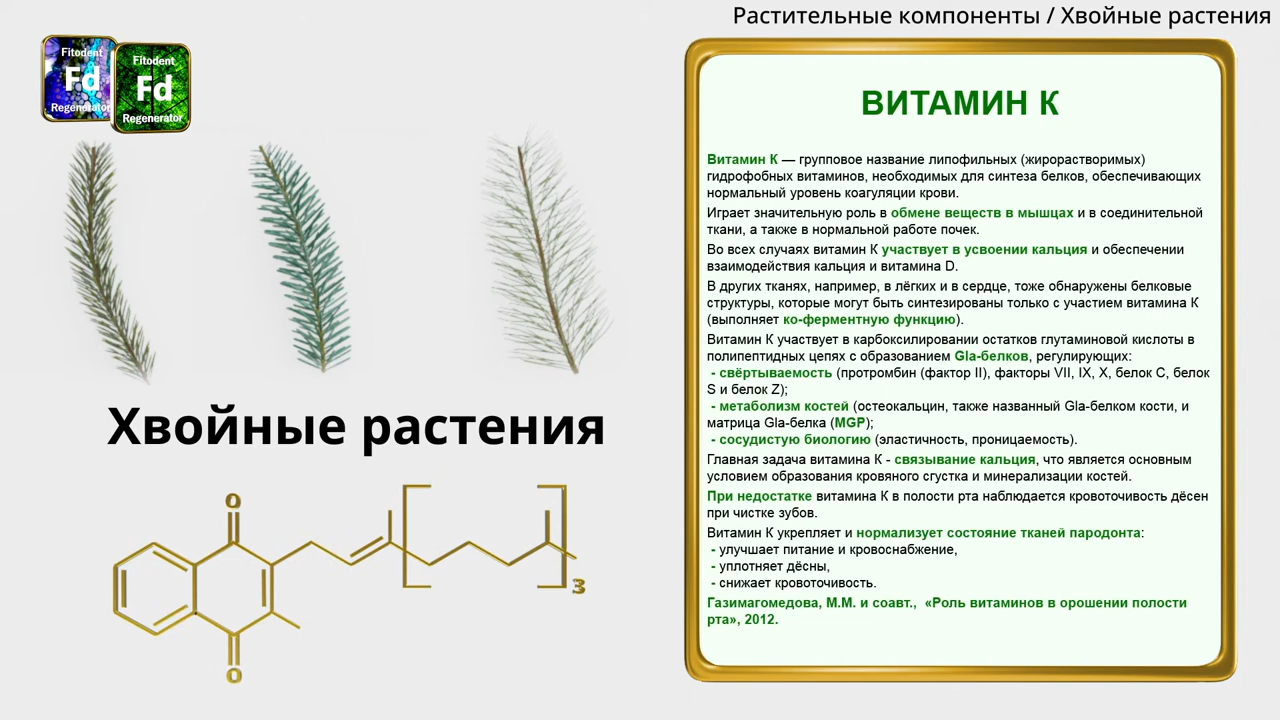 Растительные компоненты / Хвойные растения
Fitodent
Fd
Regenerator
Fitodent
Fd
Regenerator
Хвойные растения
O
O
3
ВИТАМИН К
Витамин К — групповое название липофильных (жирорастворимых)
гидрофобных витаминов, необходимых для синтеза белков, обеспечивающих
нормальный уровень коагуляции крови.
Играет значительную роль в обмене веществ в мышцах и в соединительной
ткани, а также в нормальной работе почек.
Во всех случаях витамин К участвует в усвоении кальция и обеспечении
взаимодействия кальция и витамина D.
В других тканях, например, в лёгких и в сердце, тоже обнаружены белковые
структуры, которые могут быть синтезированы только с участием витамина К
(выполняет ко-ферментную функцию).
Витамин К участвует в карбоксилировании остатков глутаминовой кислоты в
полипептидных цепях с образованием Gla-белков, регулирующих:
- свёртываемость (протромбин (фактор II), факторы VII, IX, X, белок С, белок
S и белок Z);
- метаболизм костей (остеокальцин, также названный Gla-белком кости, и
матрица Gla-белка (MGP);
- сосудистую биологию (эластичность, проницаемость).
Главная задача витамина К - связывание кальция, что является основным
условием образования кровяного сгустка и минерализации костей.
При недостатке витамина К в полости рта наблюдается кровоточивость дёсен
при чистке зубов.
Витамин К укрепляет и нормализует состояние тканей пародонта:
- улучшает питание и кровоснабжение,
- уплотняет дёсны,
- снижает кровоточивость.
Газимагомедова, М.М. и соавт., «Роль витаминов в орошении полости
рта», 2012.